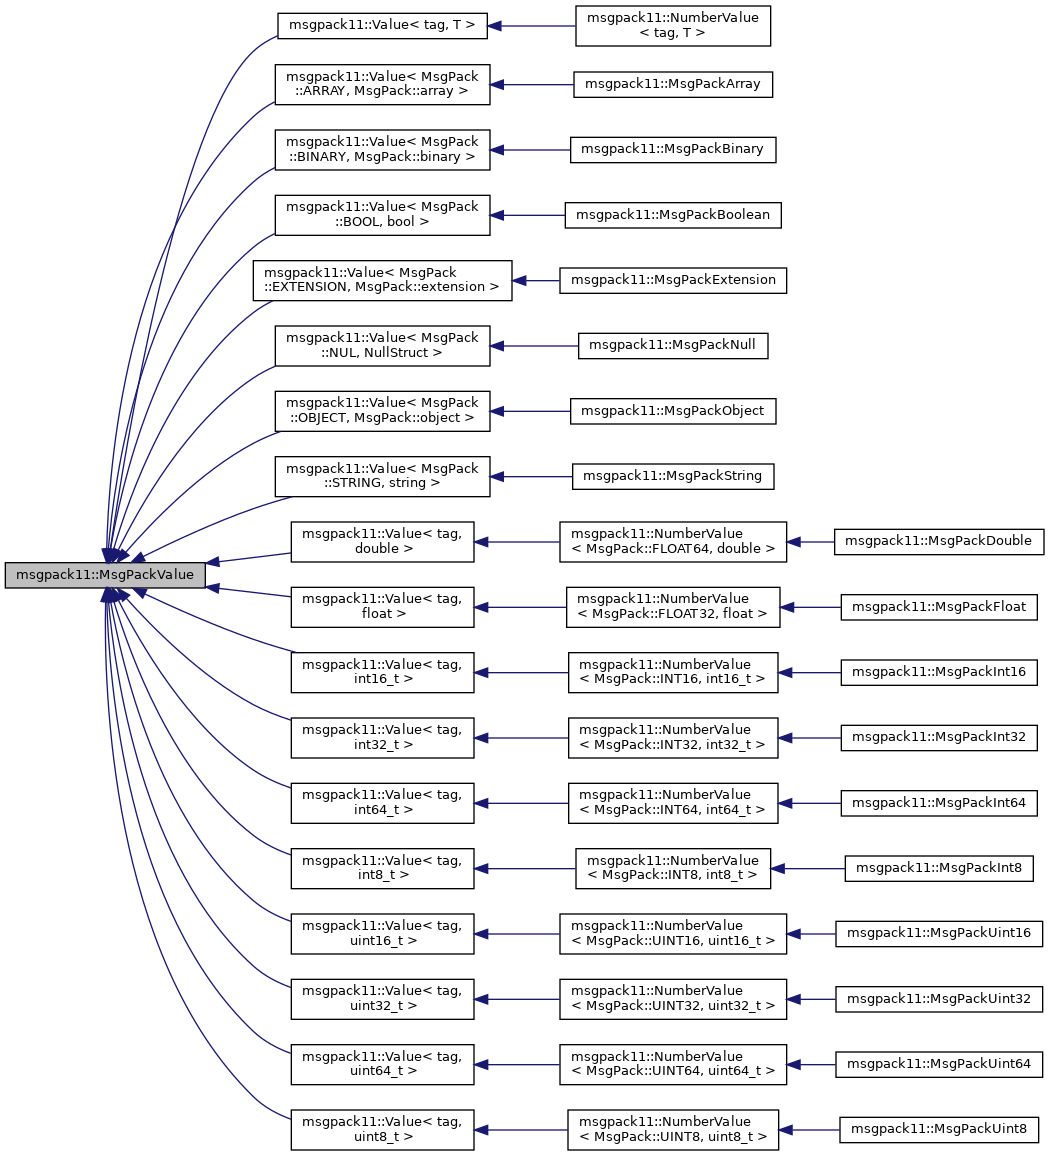 msgpack11::Value< tag, T >
msgpack11::NumberValue
< tag, T >
msgpack11::Value< MsgPack
::ARRAY, MsgPack::array >
msgpack11::MsgPackArray
msgpack11::Value< MsgPack
::BINARY, MsgPack::binary >
msgpack11::MsgPackBinary
msgpack11::Value< MsgPack
::BOOL, bool >
msgpack11::MsgPackBoolean
msgpack11::Value< MsgPack
::EXTENSION, MsgPack::extension >
msgpack11::MsgPackExtension
msgpack11::Value< MsgPack
::NUL, NullStruct >
msgpack11::MsgPackNull
msgpack11::Value< MsgPack
::OBJECT, MsgPack::object >
msgpack11::MsgPackObject
msgpack11::Value< MsgPack
::STRING, string >
msgpack11::MsgPackString
msgpack11::Value< tag,
double >
msgpack11::NumberValue
< MsgPack::FLOAT64, double >
msgpack11::MsgPackDouble
msgpack11::MsgPackValue
msgpack11::Value< tag,
float >
msgpack11::NumberValue
< MsgPack::FLOAT32, float >
msgpack11::MsgPackFloat
msgpack11::Value< tag,
int16_t >
msgpack11::NumberValue
< MsgPack::INT16, int16_t >
msgpack11::MsgPackInt16
msgpack11::Value< tag,
int32_t >
msgpack11::NumberValue
< MsgPack::INT32, int32_t >
msgpack11::MsgPackInt32
msgpack11::Value< tag,
int64_t >
msgpack11::NumberValue
< MsgPack::INT64, int64_t >
msgpack11::MsgPackInt64
msgpack11::Value< tag,
int8_t >
msgpack11::NumberValue
< MsgPack::INT8, int8_t >
msgpack11::MsgPackInt8
msgpack11::Value< tag,
uint16_t >
msgpack11::NumberValue
< MsgPack::UINT16, uint16_t >
msgpack11::MsgPackUint16
msgpack11::Value< tag,
uint32_t >
msgpack11::NumberValue
< MsgPack::UINT32, uint32_t >
msgpack11::MsgPackUint32
msgpack11::Value< tag,
uint64_t >
msgpack11::NumberValue
< MsgPack::UINT64, uint64_t >
msgpack11::MsgPackUint64
msgpack11::Value< tag,
uint8_t >
msgpack11::NumberValue
< MsgPack::UINT8, uint8_t >
msgpack11::MsgPackUint8